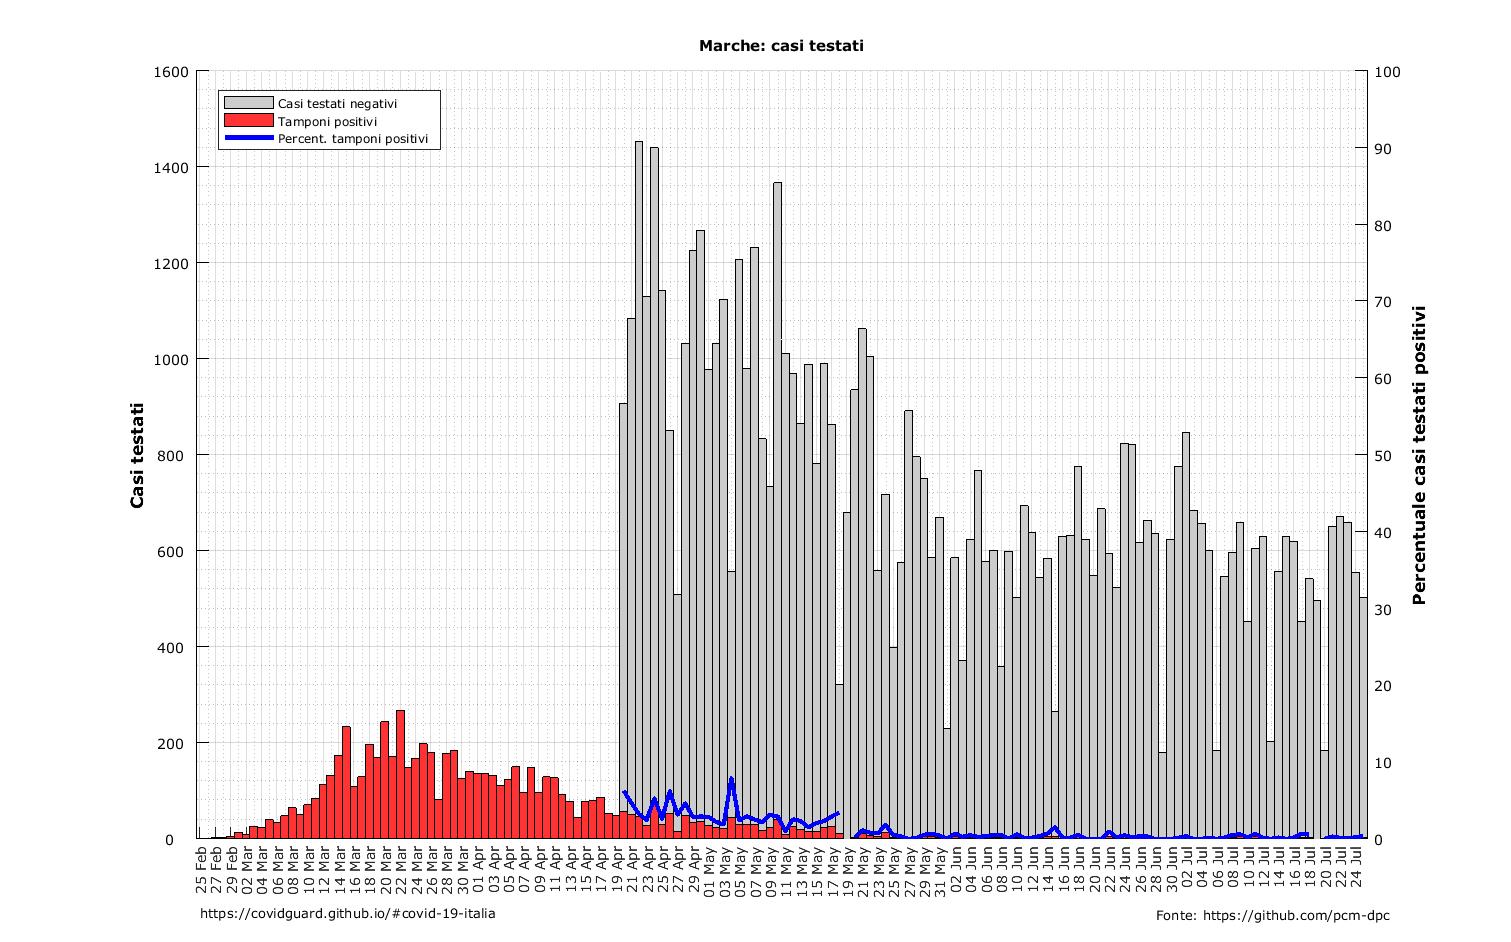 Marche: casi testati
Casi testati negativi
Tamponi positivi
Percent. tamponi positivi
Casi testati
1600
1400
1200
1000
800
600
400
200
0
100
90
80
70
60
50
40
30
20
10
0
Percentuale casi testati positivi
25 Feb
27 Feb
29 Feb
02 Mar
04 Mar
06 Mar
08 Mar
10 Mar
12 Mar
14 Mar
16 Mar
18 Mar
20 Mar
22 Mar
24 Mar
26 Mar
28 Mar
30 Mar
01 Apr
03 Apr
05 Apr
07 Apr
09 Apr
11 Apr
13 Apr
15 Apr
17 Apr
19 Apr
21 Apr
23 Apr
25 Apr
27 Apr
29 Apr
01 May
03 May
05 May
07 May
09 May
11 May
13 May
15 May
17 May
19 May
21 May
23 May
25 May
27 May
29 May
31 May
02 Jun
04 Jun
06 Jun
08 Jun
10 Jun
12 Jun
14 Jun
16 Jun
18 Jun
20 Jun
22 Jun
24 Jun
26 Jun
28 Jun
30 Jun
02 Jul
04 Jul
06 Jul
08 Jul
10 Jul
12 Jul
14 Jul
16 Jul
18 Jul
20 Jul
22 Jul
24 Jul
https://covidguard.github.io/#covid-19-italia
Fonte: https://github.com/pcm-dpc